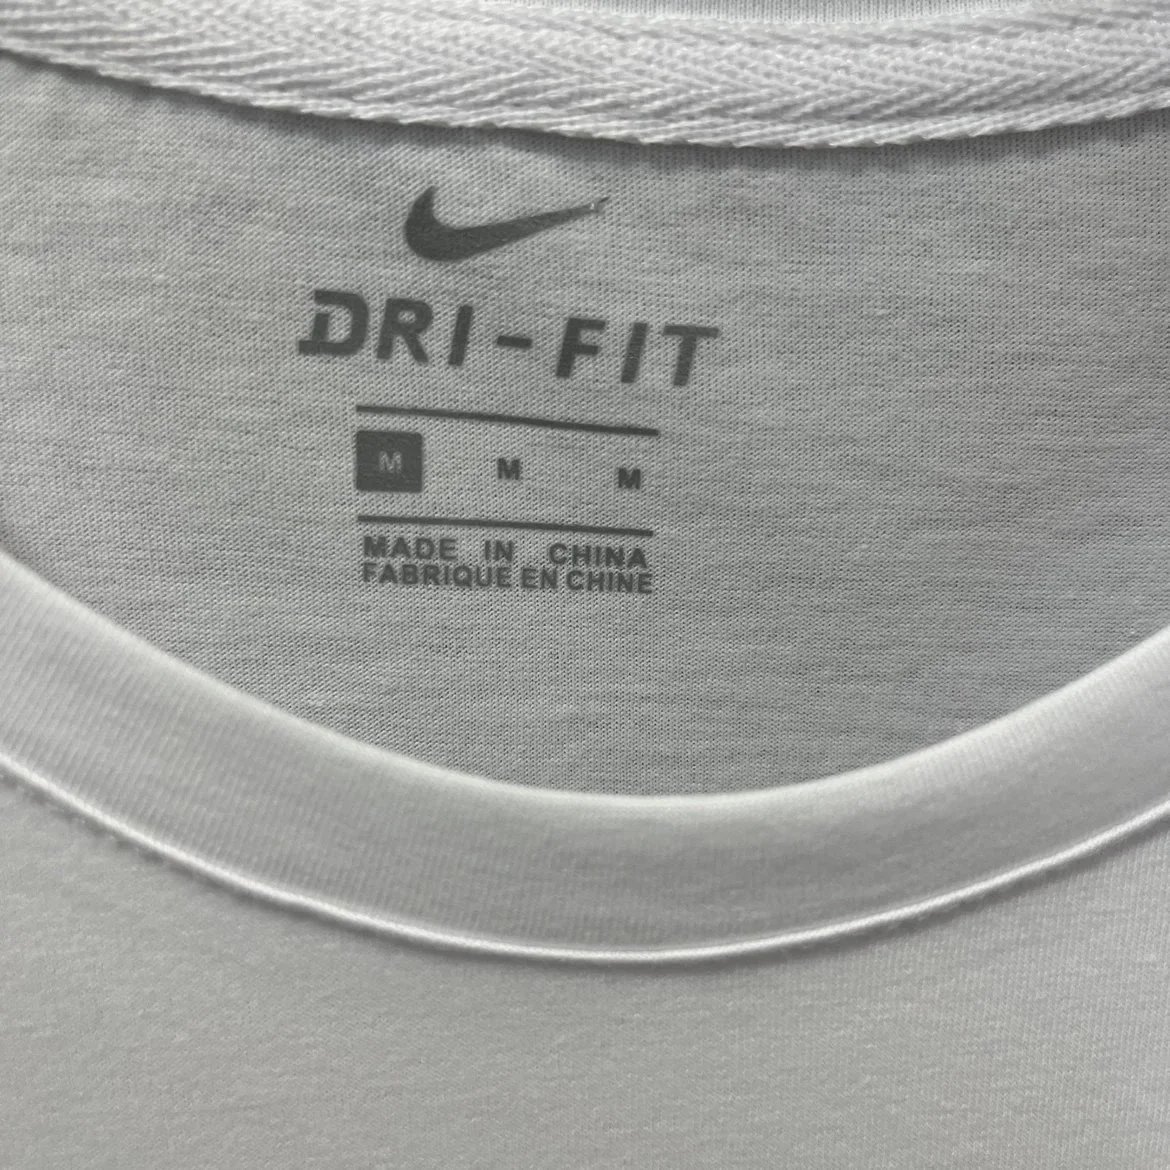 DRI-FIT
M M M
MADE IN CHINA
FABRIQUE EN CHINE